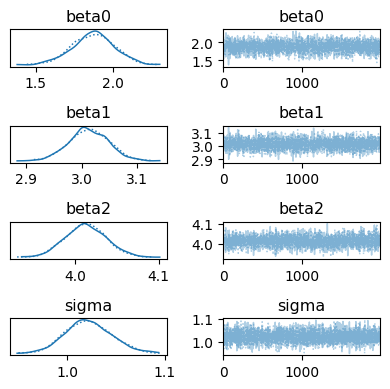 beta0 beta0
2.0
1.5
1.5 2.0 0 1000
beta1 beta1
3.1
3.0
2.9
2.9 3.0 3.1 0 1000
beta2 beta2
4.1
4.0
4.0 4.1 0 1000
sigma sigma
1.1
1.0
1.0 1.1 0 1000